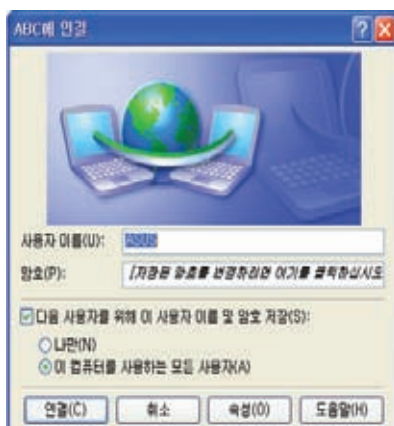 ABC에 연결
사용자 이름(U): ASUS
암호(P): [저장된 암호를 변경하려면 여기를 클릭하십시오
다음 사용자를 위해 이 사용자 이름 및 암호 저장(S):
나만(N)
이 컴퓨터를 사용하는 모든 사용자(A)
연결(C) 취소 속성(O) 도움말(H)